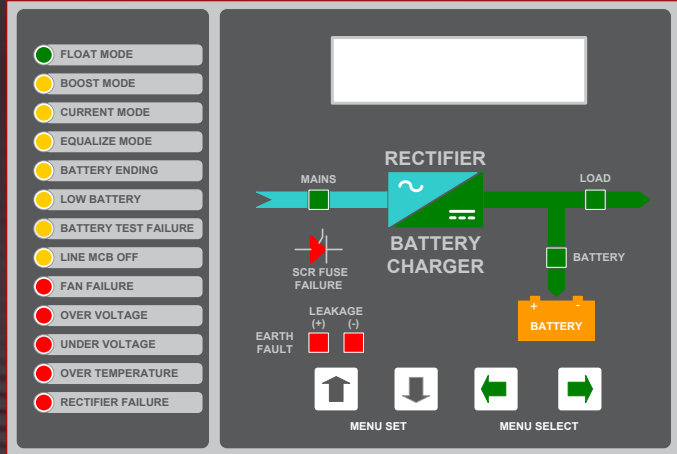 FLOAT MODE
BOOST MODE
CURRENT MODE
EQUALIZE MODE
BATTERY ENDING
LOW BATTERY
BATTERY TEST FAILURE
LINE MCB OFF
FAN FAILURE
OVER VOLTAGE
UNDER VOLTAGE
OVER TEMPERATURE
RECTIFIER FAILURE
RECTIFIER
MAINS
LOAD
BATTERY
CHARGER
BATTERY
SCR FUSE
FAILURE
+ -
BATTERY
LEAKAGE
(+) (-)
EARTH
FAULT
MENU SET
MENU SELECT